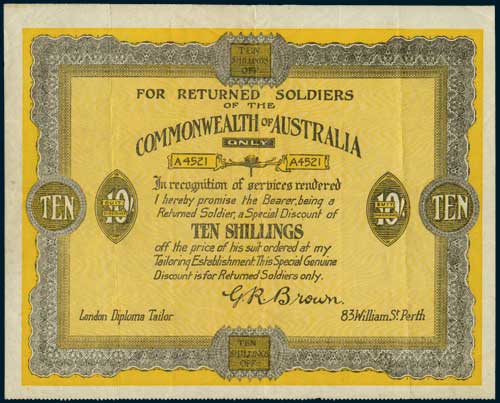 TEN
SHILLINGS
OFF
FOR RETURNED SOLDIERS
OF THE
COMMONWEALTH OF AUSTRALIA
ONLY
A4521 A4521
In recognition of services rendered
I hereby promise the Bearer, being a
Returned Soldier, a Special Discount of
TEN SHILLINGS
off the price of his suit ordered at my
Tailoring Establishment. This Special Genuine
Discount is for Returned Soldiers only.
TEN 10/- 10/- TEN
G R Brown.
London Diploma Tailor 83 William St. Perth
TEN
SHILLINGS
OFF